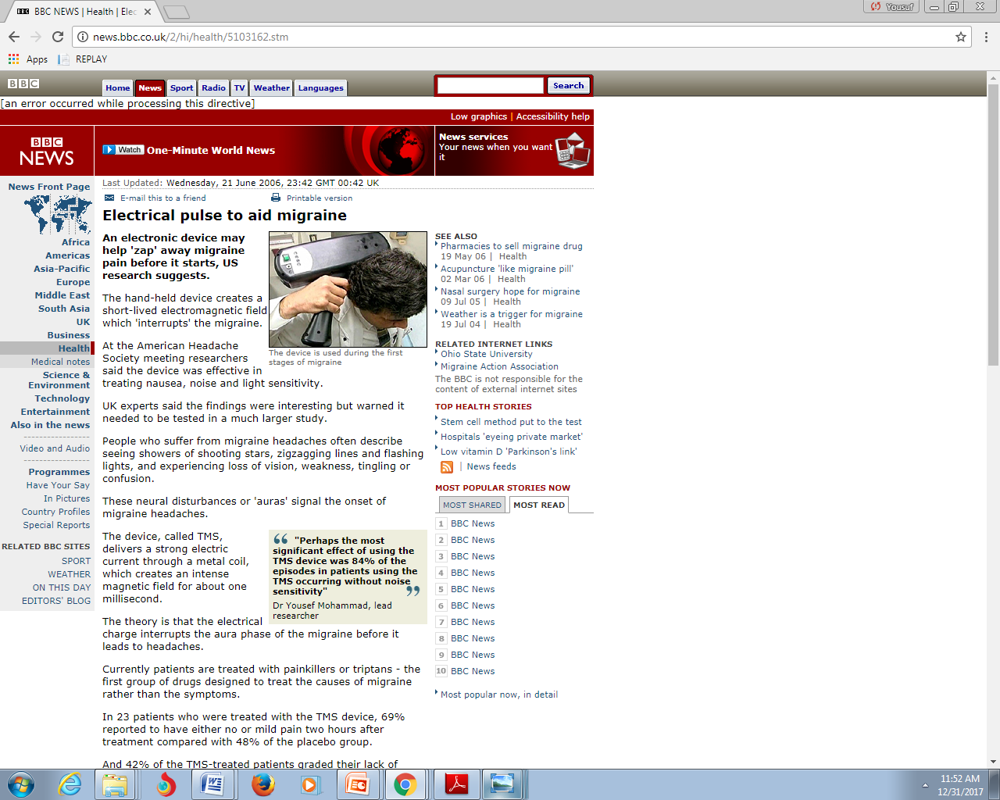 BBC NEWS | Health | Elec
Yousuf
news.bbc.co.uk/2/hi/health/5103162.stm
Apps
REPLAY
BBC
Home
News
Sport
Radio
TV
Weather
Languages
Search
[an error occurred while processing this directive]
Low graphics | Accessibility help
BBC
NEWS
Watch One-Minute World News
News services
Your news when you want
it
News Front Page
Africa
Americas
Asia-Pacific
Europe
Middle East
South Asia
UK
Business
Health
Medical notes
Science &
Environment
Technology
Entertainment
Also in the news
Video and Audio
Programmes
Have Your Say
In Pictures
Country Profiles
Special Reports
RELATED BBC SITES
SPORT
WEATHER
ON THIS DAY
EDITORS' BLOG
Last Updated: Wednesday, 21 June 2006, 23:42 GMT 00:42 UK
E-mail this to a friend
Printable version
Electrical pulse to aid migraine
An electronic device may
help 'zap' away migraine
pain before it starts, US
research suggests.
The hand-held device creates a
short-lived electromagnetic field
which 'interrupts' the migraine.
The device is used during the first
stages of migraine
At the American Headache
Society meeting researchers
said the device was effective in
treating nausea, noise and light sensitivity.
UK experts said the findings were interesting but warned it
needed to be tested in a much larger study.
People who suffer from migraine headaches often describe
seeing showers of shooting stars, zigzagging lines and flashing
lights, and experiencing loss of vision, weakness, tingling or
confusion.
These neural disturbances or 'auras' signal the onset of
migraine headaches.
The device, called TMS,
delivers a strong electric
current through a metal coil,
which creates an intense
magnetic field for about one
millisecond.
"Perhaps the most
significant effect of using the
TMS device was 84% of the
episodes in patients using the
TMS occurring without noise
sensitivity"
Dr Yousef Mohammad, lead
researcher
The theory is that the electrical
charge interrupts the aura phase of the migraine before it
leads to headaches.
Currently patients are treated with painkillers or triptans - the
first group of drugs designed to treat the causes of migraine
rather than the symptoms.
In 23 patients who were treated with the TMS device, 69%
reported to have either no or mild pain two hours after
treatment compared with 48% of the placebo group.
And 42% of the TMS-treated patients graded their lack of
SEE ALSO
Pharmacies to sell migraine drug
19 May 06 | Health
Acupuncture 'like migraine pill'
02 Mar 06 | Health
Nasal surgery hope for migraine
09 Jul 05 | Health
Weather is a trigger for migraine
19 Jul 04 | Health
RELATED INTERNET LINKS
Ohio State University
Migraine Action Association
The BBC is not responsible for the
content of external internet sites
TOP HEALTH STORIES
Stem cell method put to the test
Hospitals 'eyeing private market'
Low vitamin D 'Parkinson's link'
| News feeds
MOST POPULAR STORIES NOW
MOST SHARED
MOST READ
1 BBC News
2 BBC News
3 BBC News
4 BBC News
5 BBC News
6 BBC News
7 BBC News
8 BBC News
9 BBC News
10 BBC News
Most popular now, in detail
11:52 AM
12/31/2017